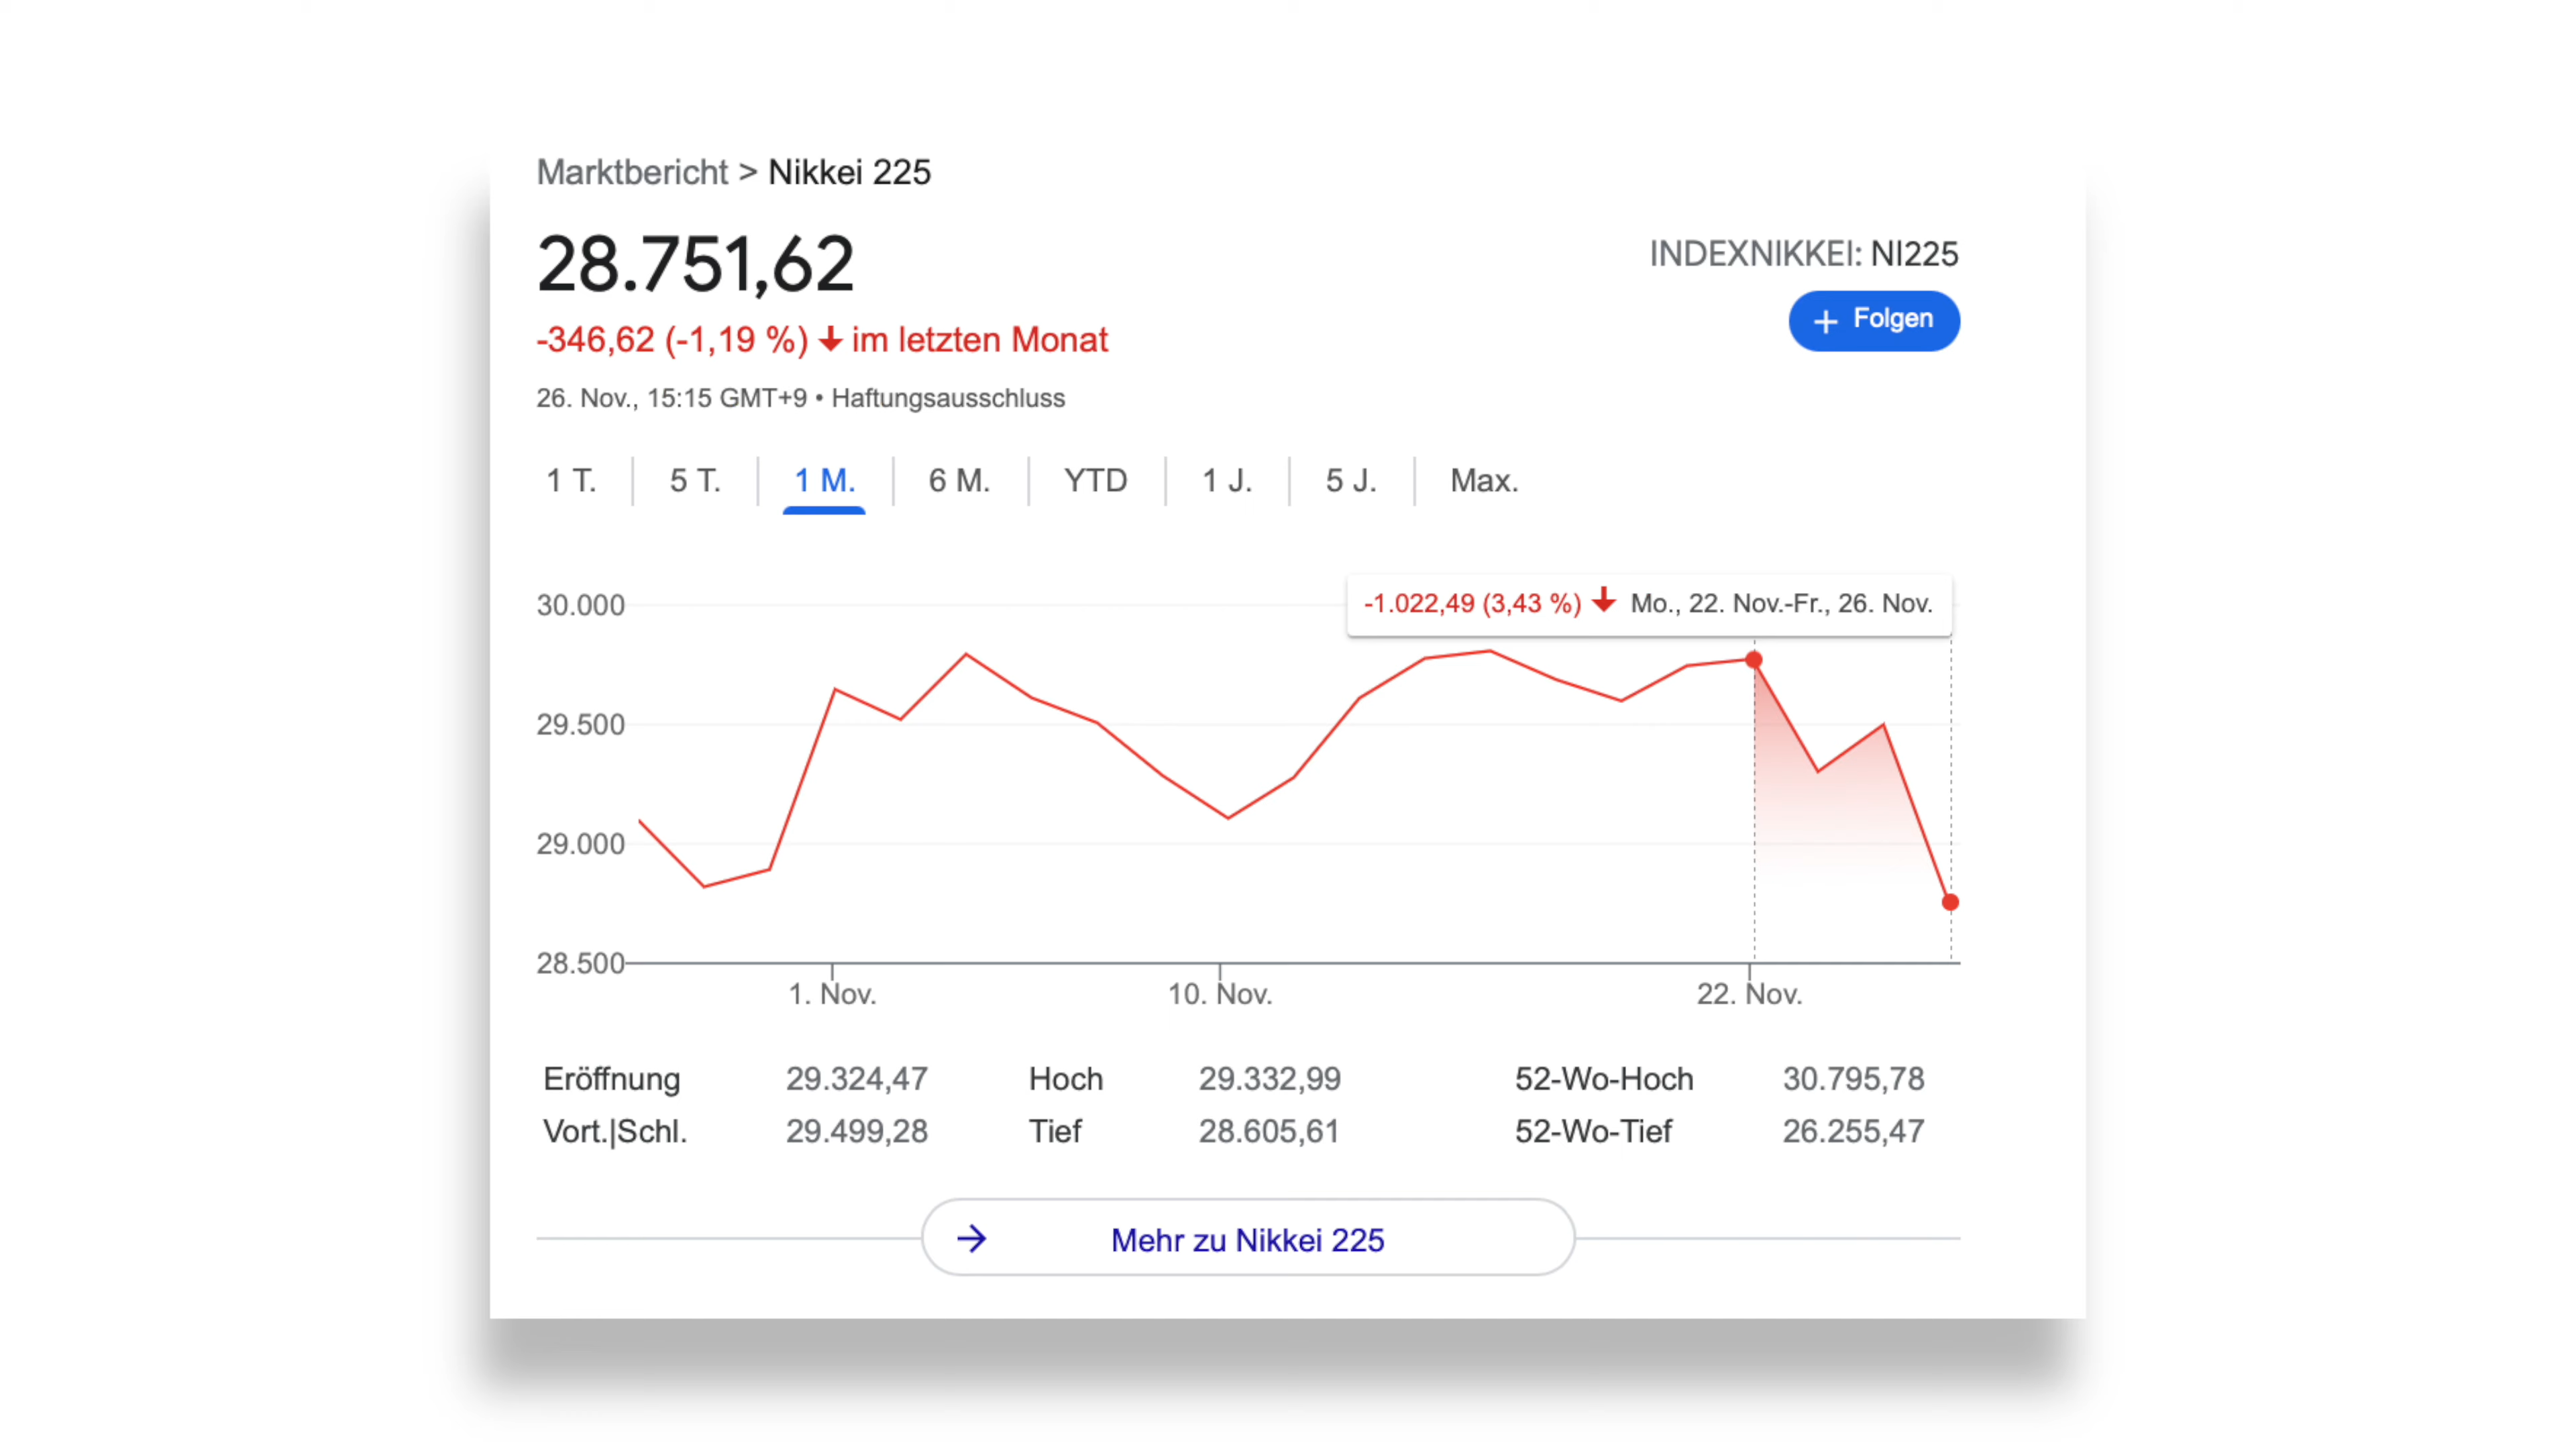 Marktbericht > Nikkei 225
28.751,62
INDEXNIKKEI: NI225
-346,62 (-1,19 %) ↓ im letzten Monat
+ Folgen
26. Nov., 15:15 GMT+9 • Haftungsausschluss
1 T. 5 T. 1 M. 6 M. YTD 1 J. 5 J. Max.
-1.022,49 (3,43 %) ↓ Mo., 22. Nov.-Fr., 26. Nov.
30.000
29.500
29.000
28.500
1. Nov. 10. Nov. 22. Nov.
Eröffnung 29.324,47 Hoch 29.332,99 52-Wo-Hoch 30.795,78
Vort.|Schl. 29.499,28 Tief 28.605,61 52-Wo-Tief 26.255,47
→ Mehr zu Nikkei 225